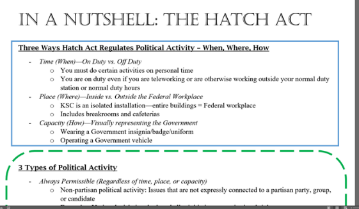 IN A NUTSHELL: THE HATCH ACT
Three Ways Hatch Act Regulates Political Activity – When, Where, How
- Time (When)—On Duty vs. Off Duty
o You must do certain activities on personal time
o You are on duty even if you are teleworking or are otherwise working outside your normal duty
station or normal duty hours
- Place (Where)—Inside vs. Outside the Federal Workplace
o KSC is an isolated installation—entire buildings = Federal workplace
o Includes breakrooms and cafeterias
- Capacity (How)—Visually representing the Government
o Wearing a Government insignia/badge/uniform
o Operating a Government vehicle
3 Types of Political Activity
- Always Permissible (Regardless of time, place, or capacity)
o Non-partisan political activity: Issues that are not expressly connected to a partisan party, group,
or candidate